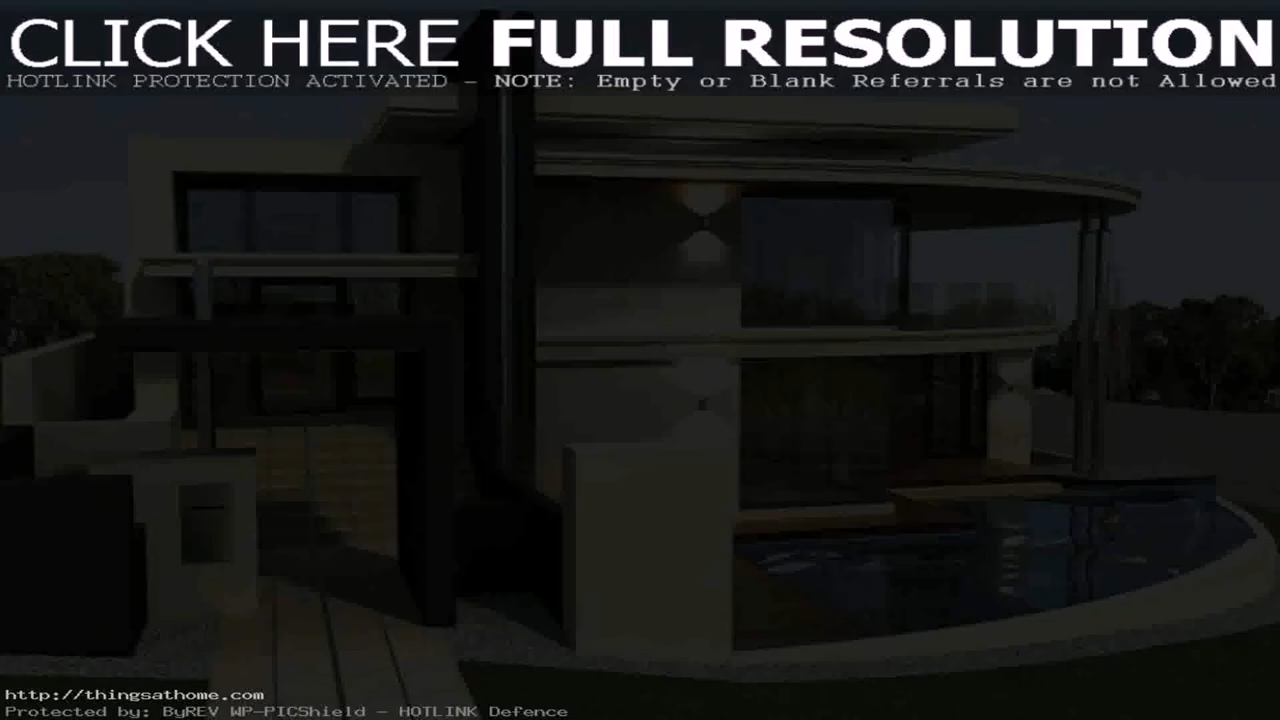 CLICK HERE FULL RESOLUTION
HOTLINK PROTECTION ACTIVATED - NOTE: Empty or Blank Referrals are not Allowed
http://thingsathome.com
Protected by: ByREV WP-PICShield - HOTLINK Defence